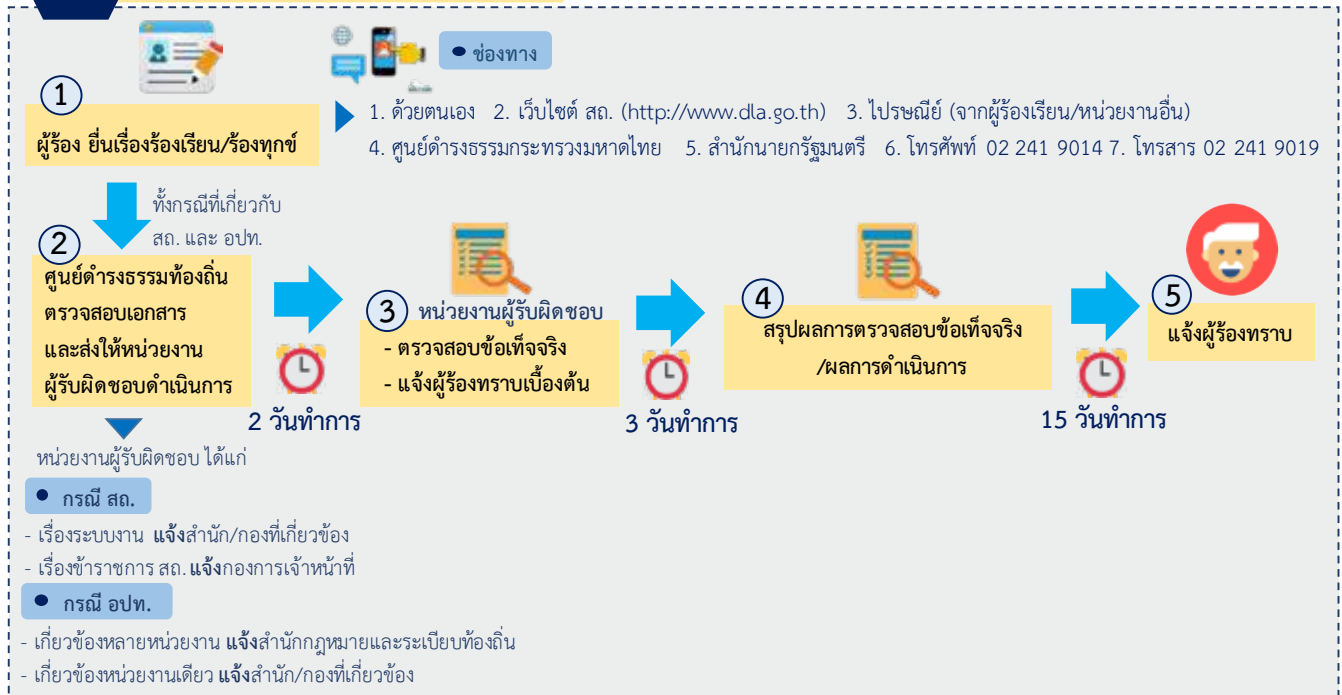 1
ผู้ร้อง ยื่นเรื่องร้องเรียน/ร้องทุกข์
• ช่องทาง
1. ด้วยตนเอง 2. เว็บไซต์ สถ. (http://www.dla.go.th) 3. ไปรษณีย์ (จากผู้ร้องเรียน/หน่วยงานอื่น)
4. ศูนย์ดำรงธรรมกระทรวงมหาดไทย 5. สำนักนายกรัฐมนตรี 6. โทรศัพท์ 02 241 9014 7. โทรสาร 02 241 9019
ทั้งกรณีที่เกี่ยวกับ
สถ. และ อปท.
2
ศูนย์ดำรงธรรมท้องถิ่น
ตรวจสอบเอกสาร
และส่งให้หน่วยงาน
ผู้รับผิดชอบดำเนินการ
2 วันทำการ
3 หน่วยงานผู้รับผิดชอบ
- ตรวจสอบข้อเท็จจริง
- แจ้งผู้ร้องทราบเบื้องต้น
3 วันทำการ
4
สรุปผลการตรวจสอบข้อเท็จจริง
/ผลการดำเนินการ
15 วันทำการ
5
แจ้งผู้ร้องทราบ
หน่วยงานผู้รับผิดชอบ ได้แก่
• กรณี สถ.
- เรื่องระบบงาน แจ้งสำนัก/กองที่เกี่ยวข้อง
- เรื่องข้าราชการ สถ. แจ้งกองการเจ้าหน้าที่
• กรณี อปท.
- เกี่ยวข้องหลายหน่วยงาน แจ้งสำนักกฎหมายและระเบียบท้องถิ่น
- เกี่ยวข้องหน่วยงานเดียว แจ้งสำนัก/กองที่เกี่ยวข้อง